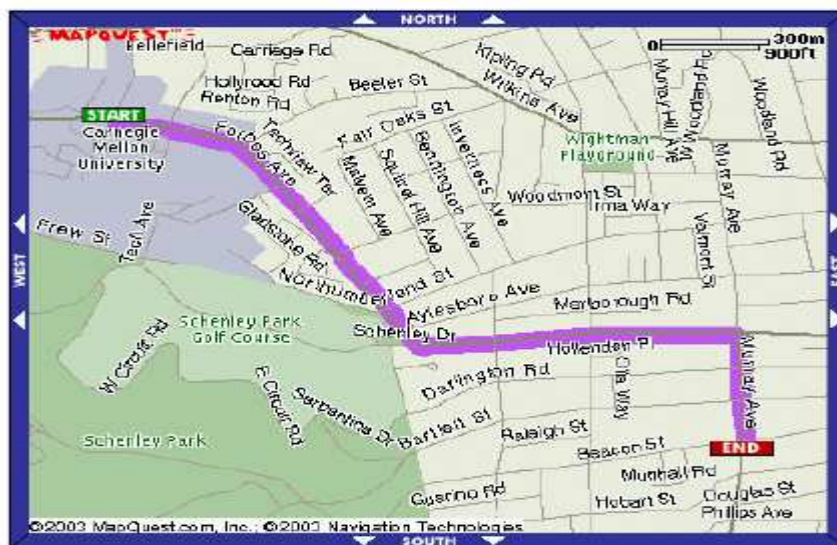 NORTH
MAPQUEST
300m
0
900ft
Bellefield
Carriage Rd
Kipling Rd
Wilkins Ave
Hollyrood Rd
Renton Rd
Beeler St
Murray Hill Ave
Woodland Rd
START
Carnegie
Mellon
University
Forbes Ave
Techview Ter
Fair Oaks St
Malvern Ave
Squirrel Hill Ave
Bennington Ave
Inverness Ave
Wightman
Playground
Murray Ave
Woodmont St
Irma Way
Valmont St
Frew St
Tech Ave
Gladstone Rd
Northumberland St
WEST
EAST
Aylesboro Ave
Marlborough Rd
Schenley Park
Golf Course
Schenley Dr
W Circuit Rd
E Circuit Rd
Serpentine Dr
Hollenden Pl
Murray Ave
Darlington Rd
Olla Way
Bartlett St
Raleigh St
Beacon St
END
Schenley Park
Munhall Rd
Guarino Rd
Hobart St
Douglas St
Phillips Ave
©2003 MapQuest.com, Inc.; ©2003 Navigation Technologies
SOUTH